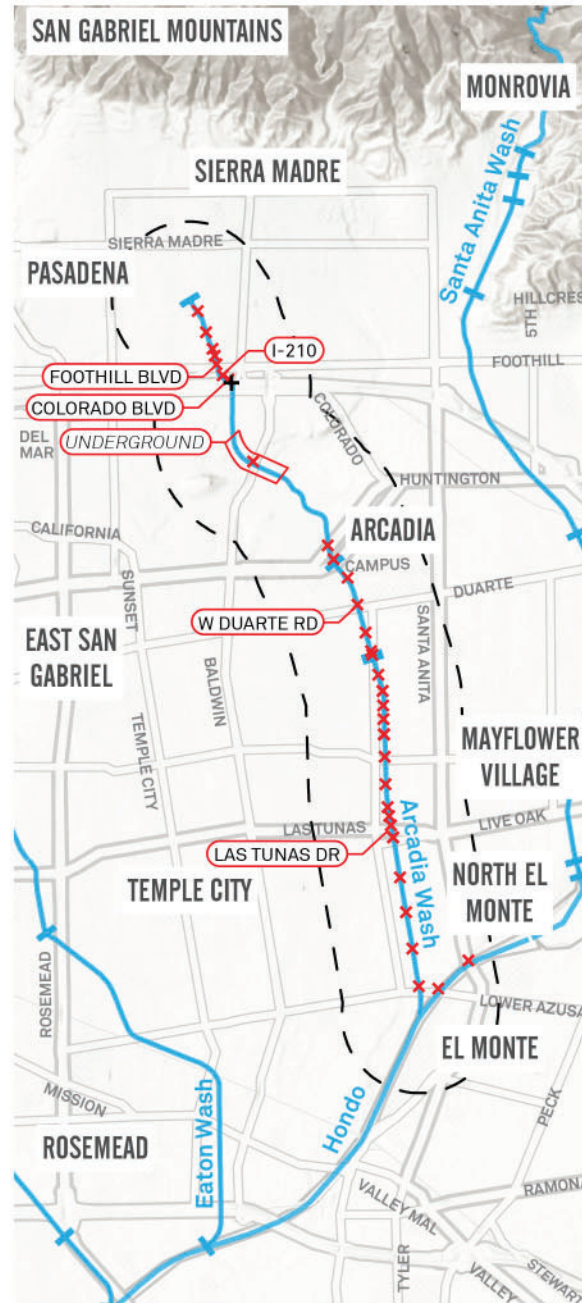 SAN GABRIEL MOUNTAINS
MONROVIA
Santa Anita Wash
SIERRA MADRE
SIERRA MADRE
PASADENA
HILLCRES
5TH
I-210
FOOTHILL BLVD
FOOTHILL
COLORADO BLVD
COLORADO
DEL
MAR
UNDERGROUND
HUNTINGTON
CALIFORNIA
ARCADIA
CAMPUS
SUNSET
DUARTE
W DUARTE RD
SANTA ANITA
EAST SAN
GABRIEL
BALDWIN
TEMPLE CITY
MAYFLOWER
VILLAGE
Arcadia Wash
LAS TUNAS
LIVE OAK
LAS TUNAS DR
TEMPLE CITY
NORTH EL
MONTE
ROSEMEAD
LOWER AZUSA
EL MONTE
MISSION
PECK
Hondo
Eaton Wash
ROSEMEAD
RAMONA
VALLEY MAL
TYLER
STEWART
VALLEY